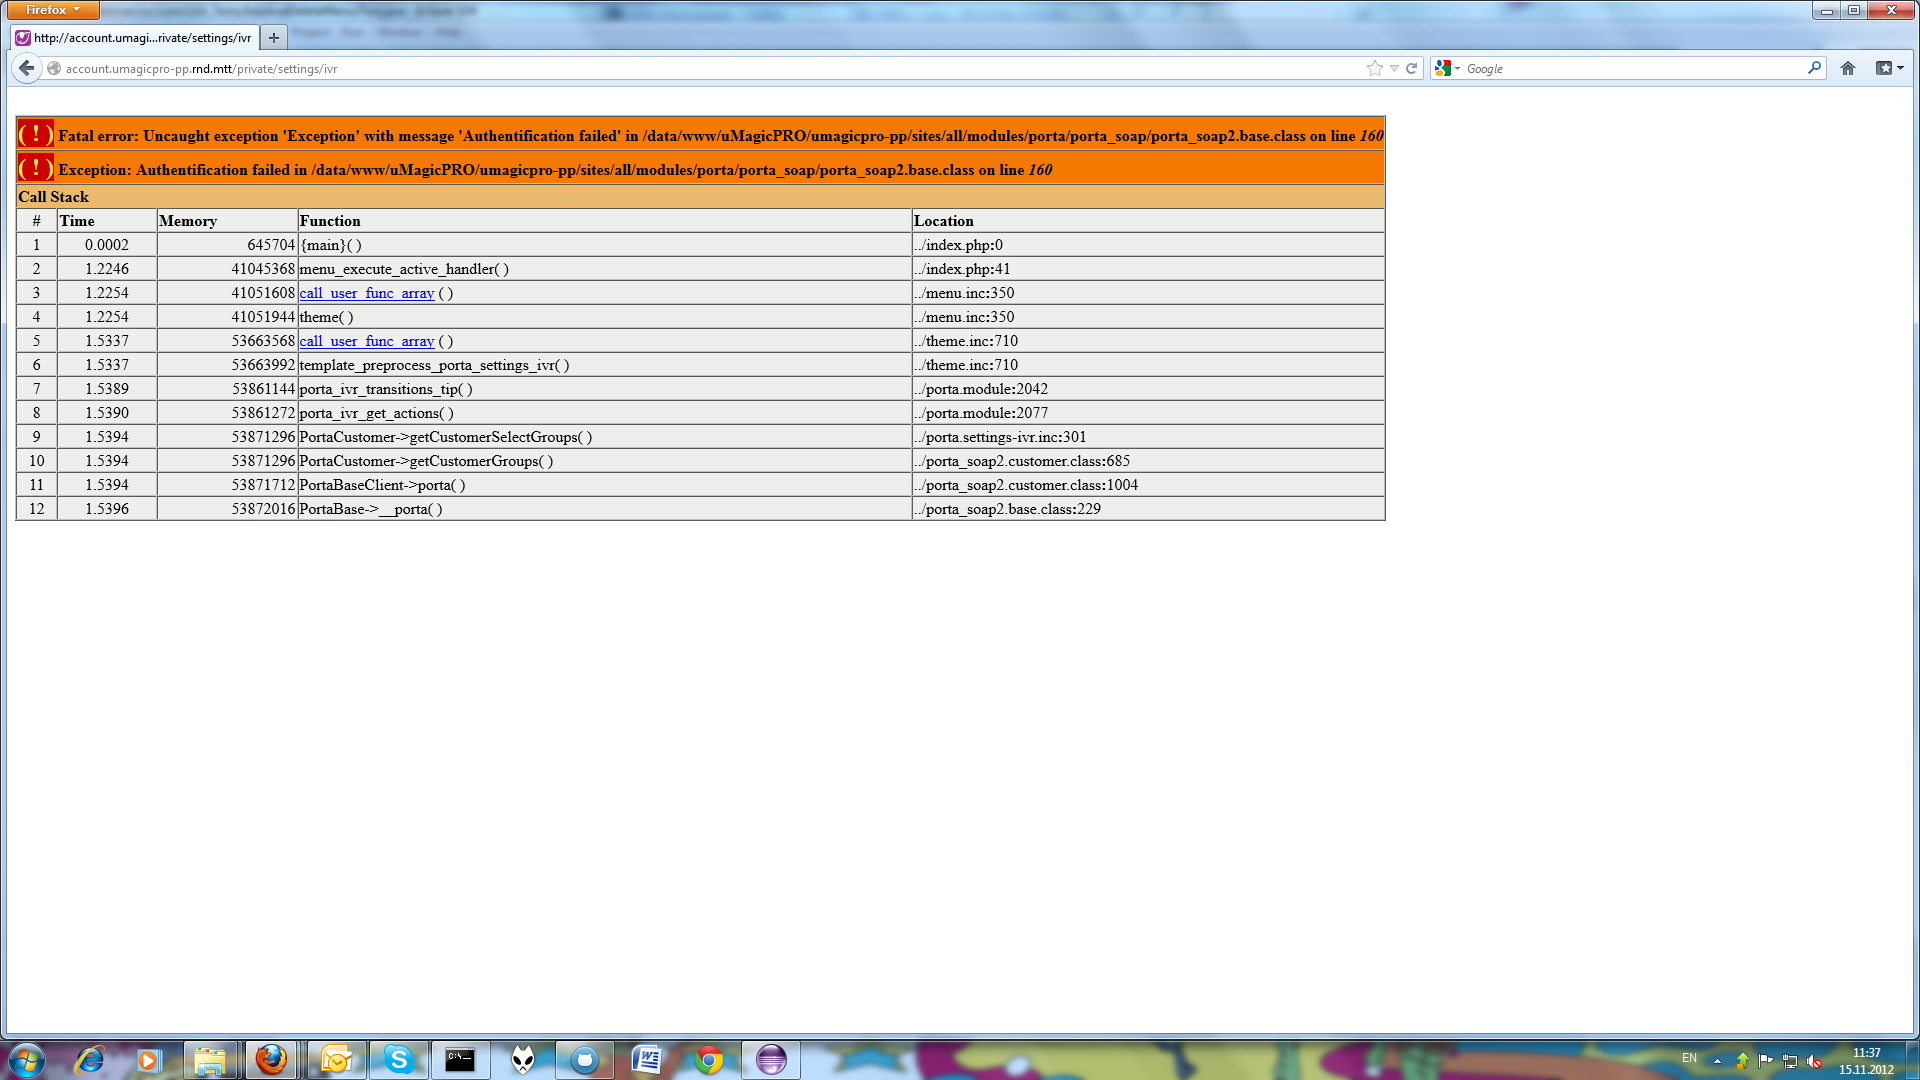 Firefox
http://account.umagi...rivate/settings/ivr
account.umagicpro-pp.rnd.mtt/private/settings/ivr
Google
( ! ) Fatal error: Uncaught exception 'Exception' with message 'Authentification failed' in /data/www/uMagicPRO/umagicpro-pp/sites/all/modules/porta/porta_soap/porta_soap2.base.class on line 160
( ! ) Exception: Authentification failed in /data/www/uMagicPRO/umagicpro-pp/sites/all/modules/porta/porta_soap/porta_soap2.base.class on line 160
Call Stack
# Time Memory Function Location
1 0.0002 645704 {main}( ) ../index.php:0
2 1.2246 41045368 menu_execute_active_handler( ) ../index.php:41
3 1.2254 41051608 call_user_func_array ( ) ../menu.inc:350
4 1.2254 41051944 theme( ) ../menu.inc:350
5 1.5337 53663568 call_user_func_array ( ) ../theme.inc:710
6 1.5337 53663992 template_preprocess_porta_settings_ivr( ) ../theme.inc:710
7 1.5389 53861144 porta_ivr_transitions_tip( ) ../porta.module:2042
8 1.5390 53861272 porta_ivr_get_actions( ) ../porta.module:2077
9 1.5394 53871296 PortaCustomer->getCustomerSelectGroups( ) ../porta.settings-ivr.inc:301
10 1.5394 53871296 PortaCustomer->getCustomerGroups( ) ../porta_soap2.customer.class:685
11 1.5394 53871712 PortaBaseClient->porta( ) ../porta_soap2.customer.class:1004
12 1.5396 53872016 PortaBase->__porta( ) ../porta_soap2.base.class:229
EN
11:37
15.11.2012